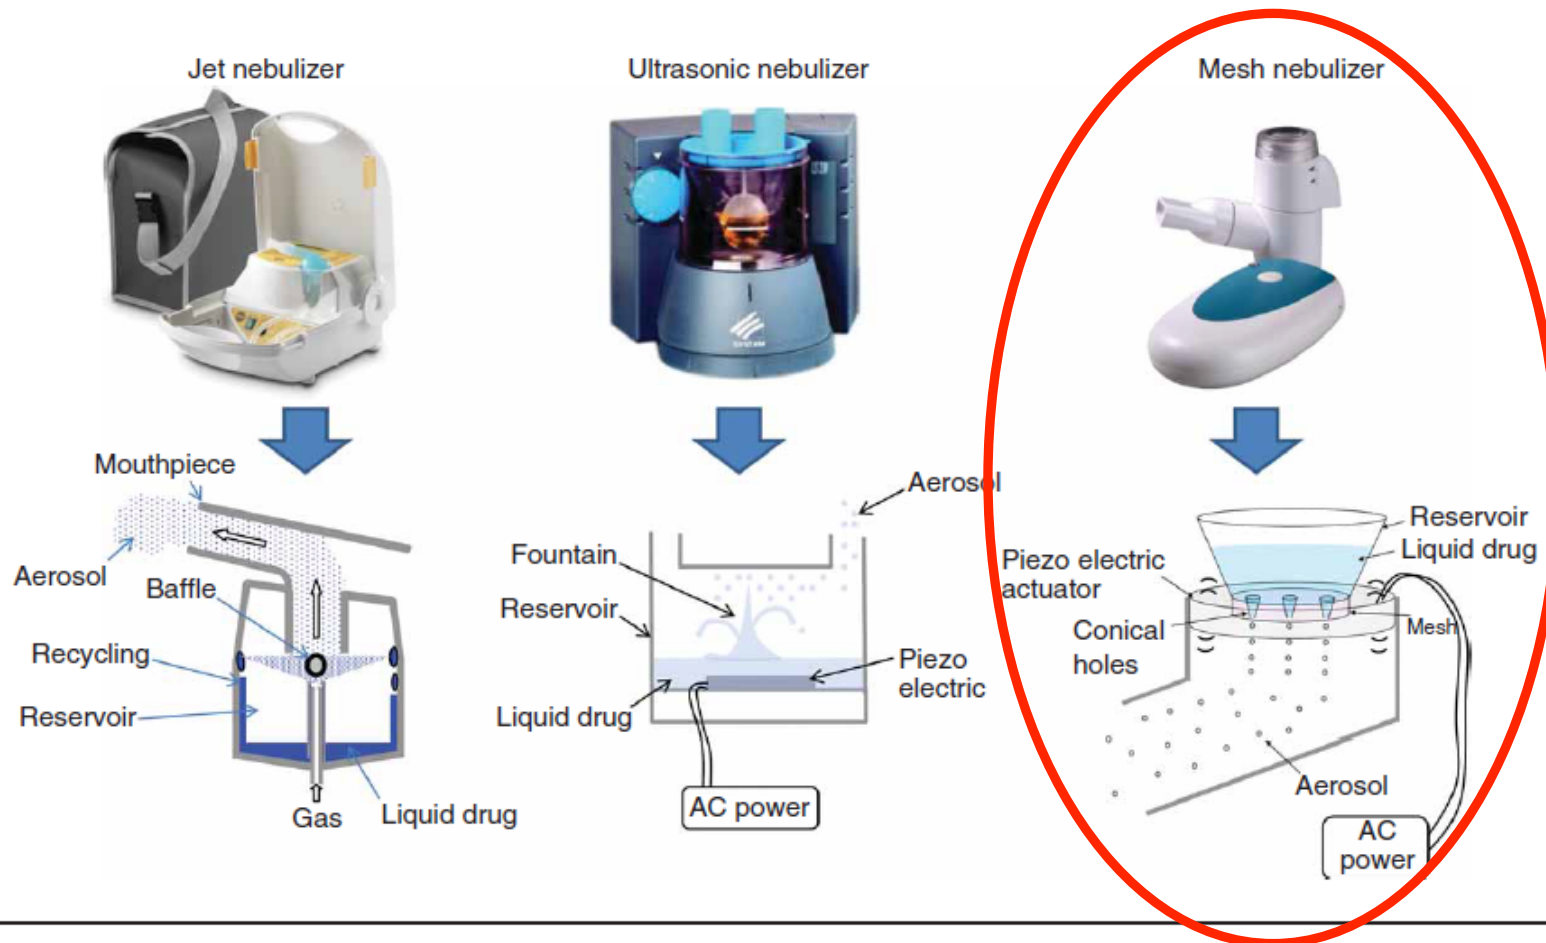 Jet nebulizer
Ultrasonic nebulizer
Mesh nebulizer
SYSTAM
Mouthpiece
Aerosol
Baffle
Recycling
Reservoir
Gas
Liquid drug
Aerosol
Fountain
Reservoir
Piezo
electric
Liquid drug
AC power
Reservoir
Liquid drug
Piezo electric
actuator
Mesh
Conical
holes
Aerosol
AC
power